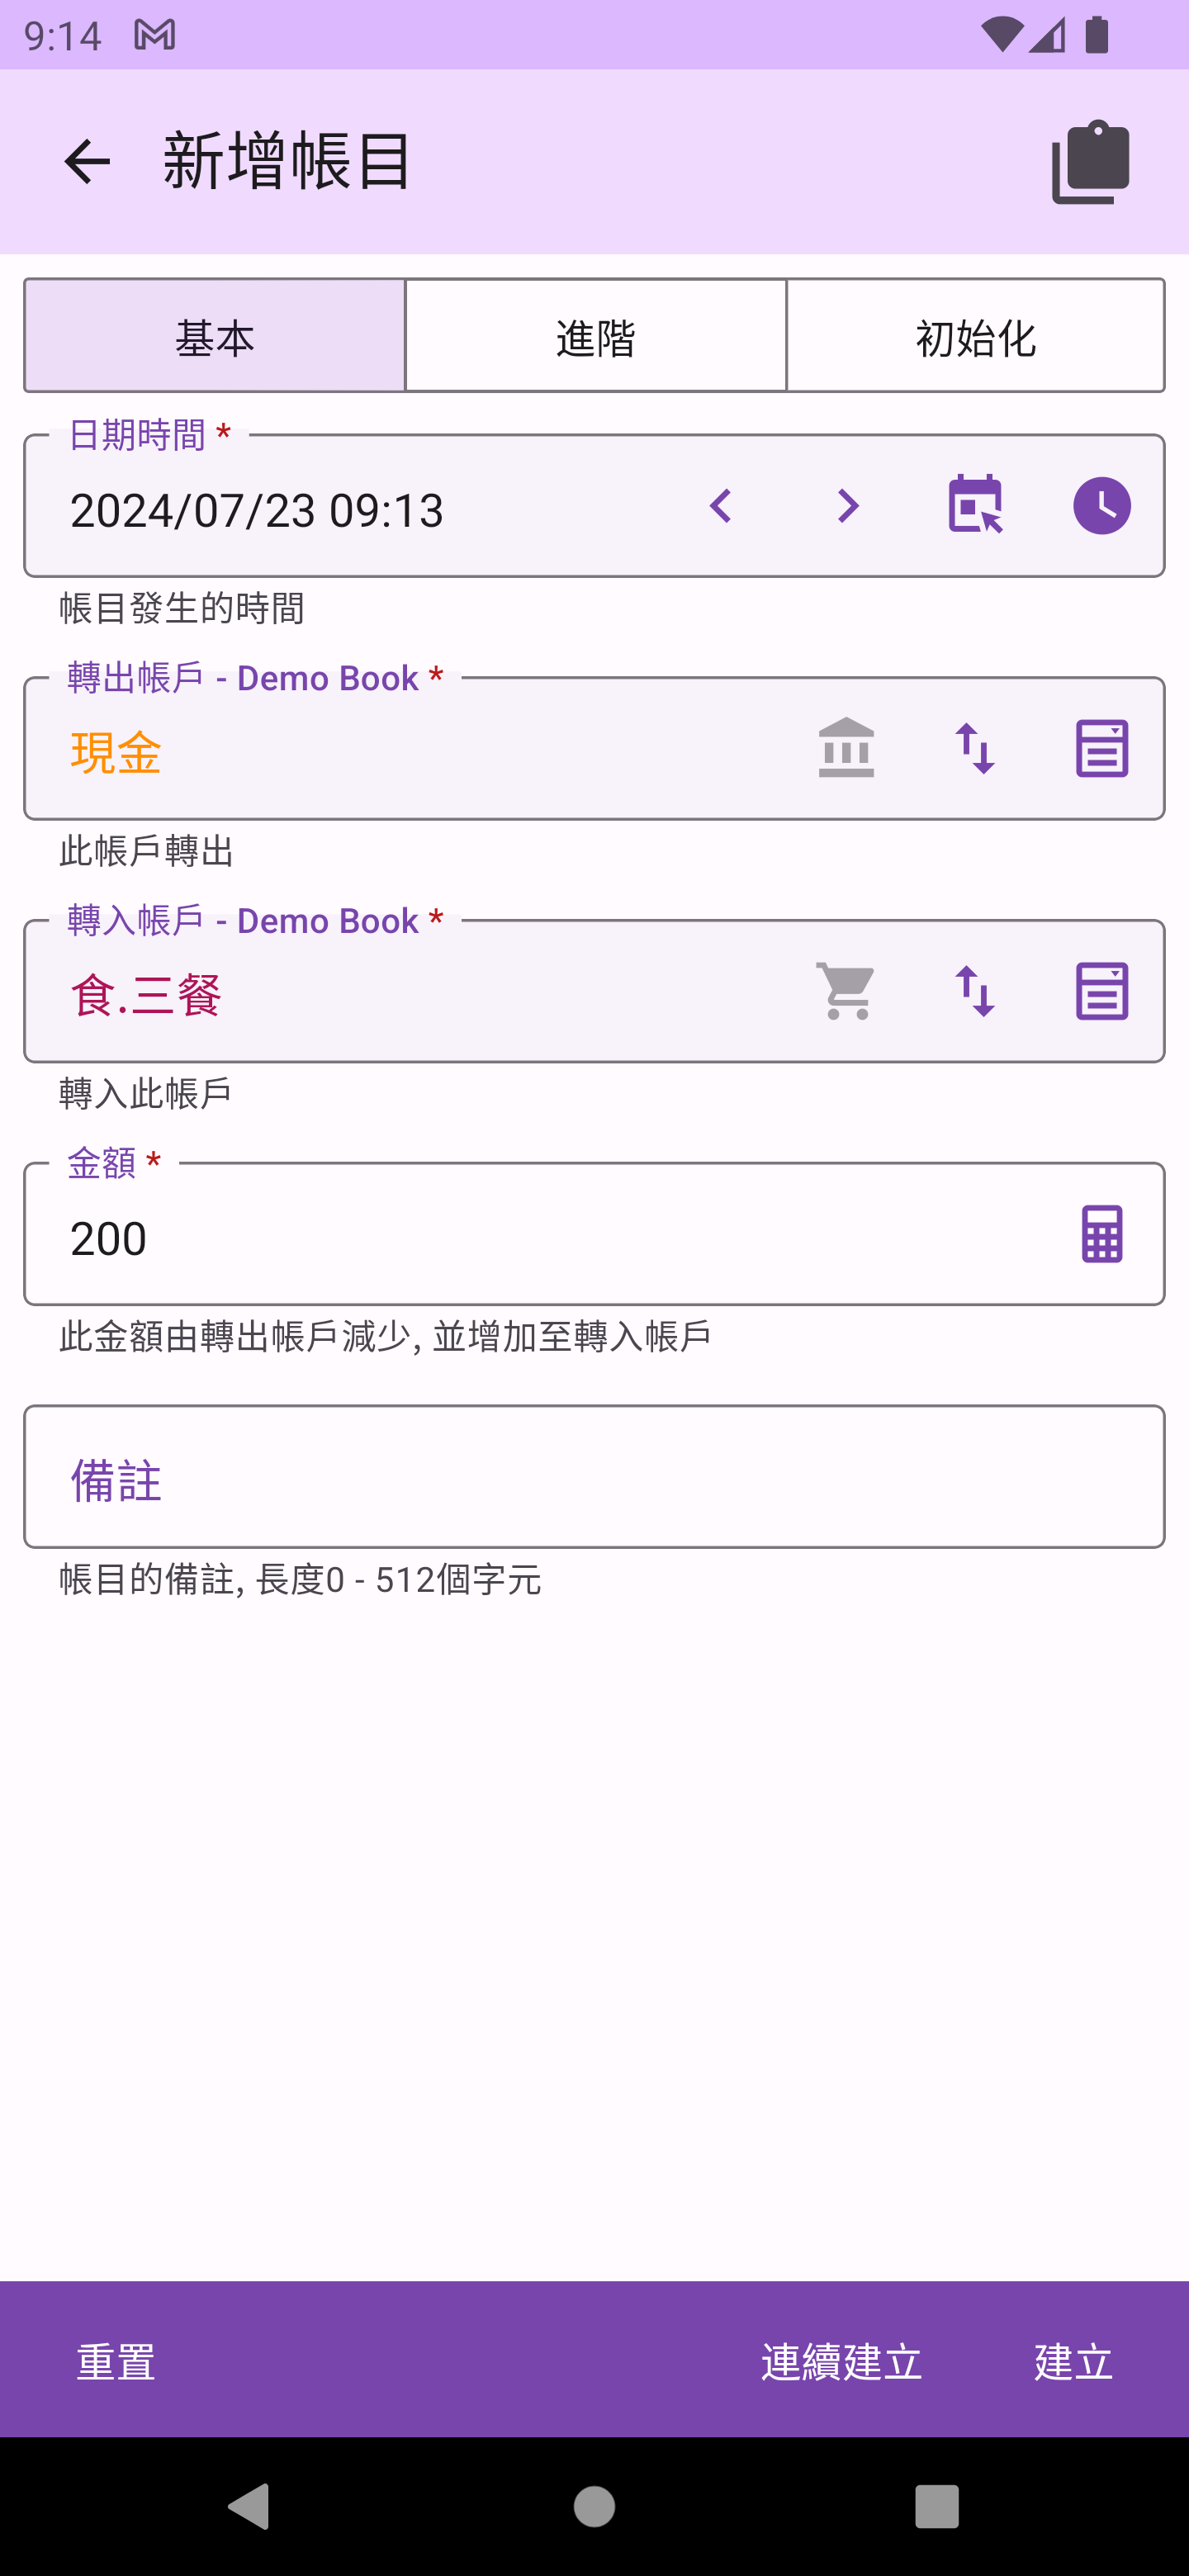 9:14
新增帳目
基本 進階 初始化
日期時間 *
2024/07/23 09:13
帳目發生的時間
轉出帳戶 - Demo Book *
現金
此帳戶轉出
轉入帳戶 - Demo Book *
食.三餐
轉入此帳戶
金額 *
200
此金額由轉出帳戶減少, 並增加至轉入帳戶
備註
帳目的備註, 長度0 - 512個字元
重置 連續建立 建立